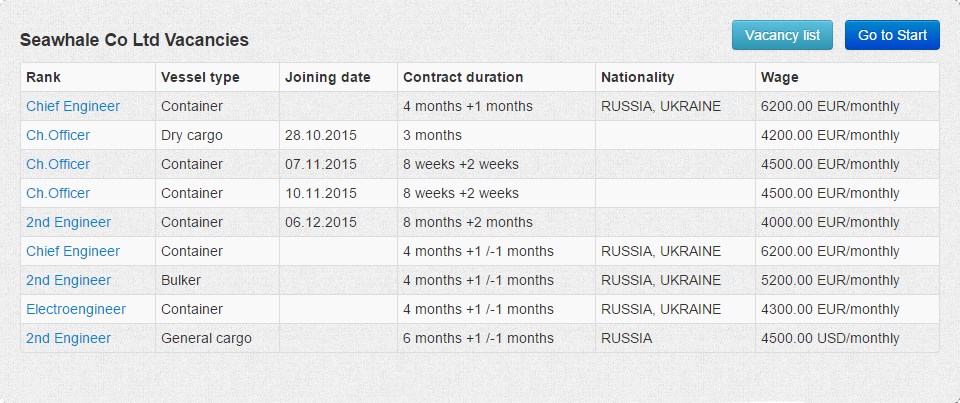 Seawhale Co Ltd Vacancies
Vacancy list Go to Start
Rank Vessel type Joining date Contract duration Nationality Wage
Chief Engineer Container 4 months +1 months RUSSIA, UKRAINE 6200.00 EUR/monthly
Ch.Officer Dry cargo 28.10.2015 3 months 4200.00 EUR/monthly
Ch.Officer Container 07.11.2015 8 weeks +2 weeks 4500.00 EUR/monthly
Ch.Officer Container 10.11.2015 8 weeks +2 weeks 4500.00 EUR/monthly
2nd Engineer Container 06.12.2015 8 months +2 months 4000.00 EUR/monthly
Chief Engineer Container 4 months +1 /-1 months RUSSIA, UKRAINE 6200.00 EUR/monthly
2nd Engineer Bulker 4 months +1 /-1 months RUSSIA, UKRAINE 5200.00 EUR/monthly
Electroengineer Container 4 months +1 /-1 months RUSSIA, UKRAINE 4300.00 EUR/monthly
2nd Engineer General cargo 6 months +1 /-1 months RUSSIA 4500.00 USD/monthly